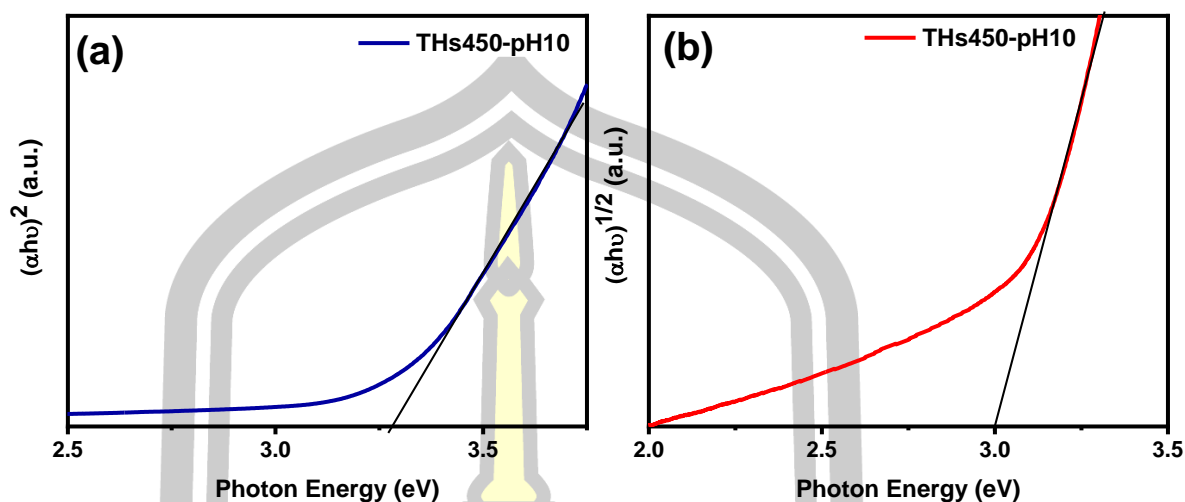 (a)
THs450-pH10
(αhυ)² (a.u.)
2.5 3.0 3.5
Photon Energy (eV)
(b)
THs450-pH10
(αhυ)¹/² (a.u.)
2.0 2.5 3.0 3.5
Photon Energy (eV)